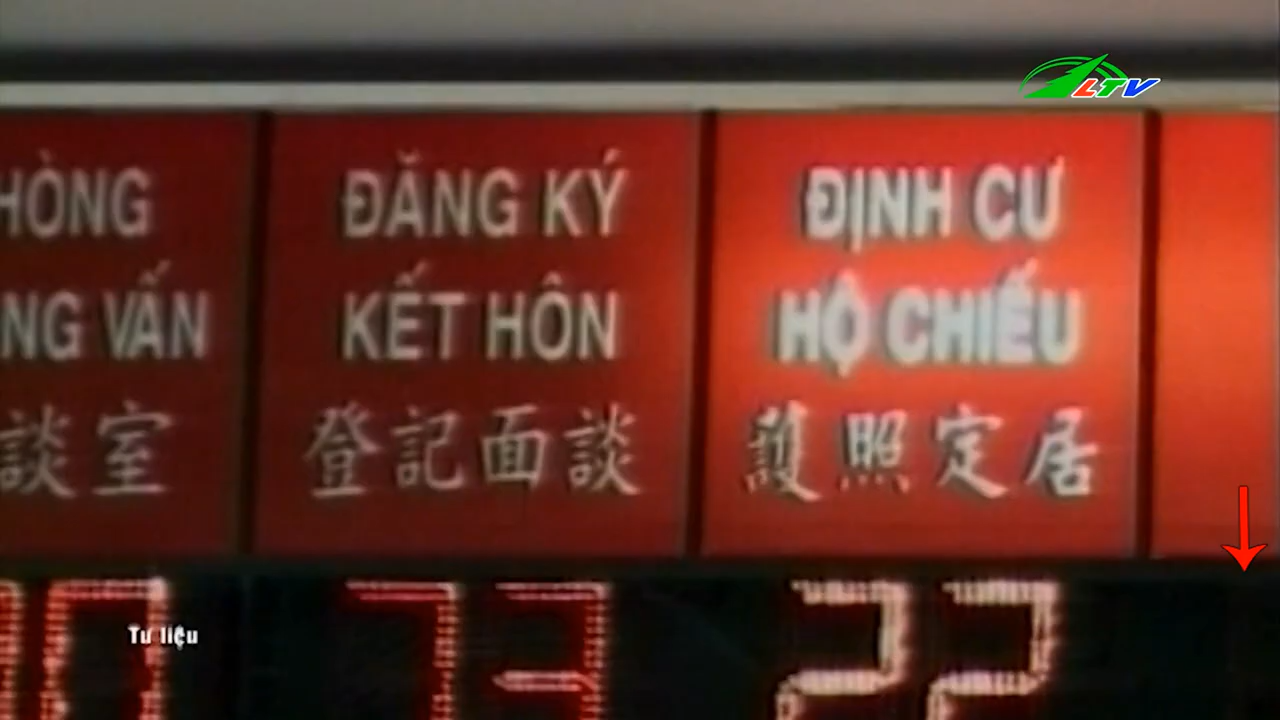 LTV
HÒNG
NG VẤN
談室
ĐĂNG KÝ
KẾT HÔN
登記面談
ĐỊNH CƯ
HỘ CHIẾU
護照定居
0
73
22
Tư liệu